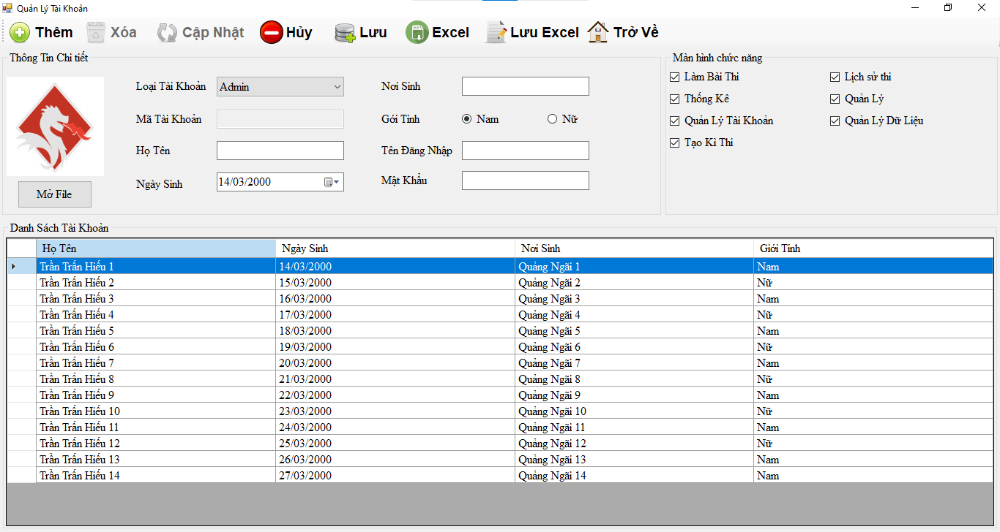 Quản Lý Tài Khoản
Thêm Xóa Cập Nhật Hủy Lưu Excel Lưu Excel Trở Về
Thông Tin Chi tiết
Loại Tài Khoản Admin Nơi Sinh
Mã Tài Khoản Gới Tính Nam Nữ
Họ Tên Tên Đăng Nhập
Ngày Sinh 14/03/2000 Mật Khẩu
Mở File
Màn hình chức năng
Làm Bài Thi Lịch sử thi
Thống Kê Quản Lý
Quản Lý Tài Khoản Quản Lý Dữ Liệu
Tạo Kì Thi
Danh Sách Tài Khoản
Họ Tên Ngày Sinh Nơi Sinh Giới Tính
Trần Trấn Hiếu 1 14/03/2000 Quảng Ngãi 1 Nam
Trần Trấn Hiếu 2 15/03/2000 Quảng Ngãi 2 Nữ
Trần Trấn Hiếu 3 16/03/2000 Quảng Ngãi 3 Nam
Trần Trấn Hiếu 4 17/03/2000 Quảng Ngãi 4 Nữ
Trần Trấn Hiếu 5 18/03/2000 Quảng Ngãi 5 Nam
Trần Trấn Hiếu 6 19/03/2000 Quảng Ngãi 6 Nữ
Trần Trấn Hiếu 7 20/03/2000 Quảng Ngãi 7 Nam
Trần Trấn Hiếu 8 21/03/2000 Quảng Ngãi 8 Nữ
Trần Trấn Hiếu 9 22/03/2000 Quảng Ngãi 9 Nam
Trần Trấn Hiếu 10 23/03/2000 Quảng Ngãi 10 Nữ
Trần Trấn Hiếu 11 24/03/2000 Quảng Ngãi 11 Nam
Trần Trấn Hiếu 12 25/03/2000 Quảng Ngãi 12 Nữ
Trần Trấn Hiếu 13 26/03/2000 Quảng Ngãi 13 Nam
Trần Trấn Hiếu 14 27/03/2000 Quảng Ngãi 14 Nam